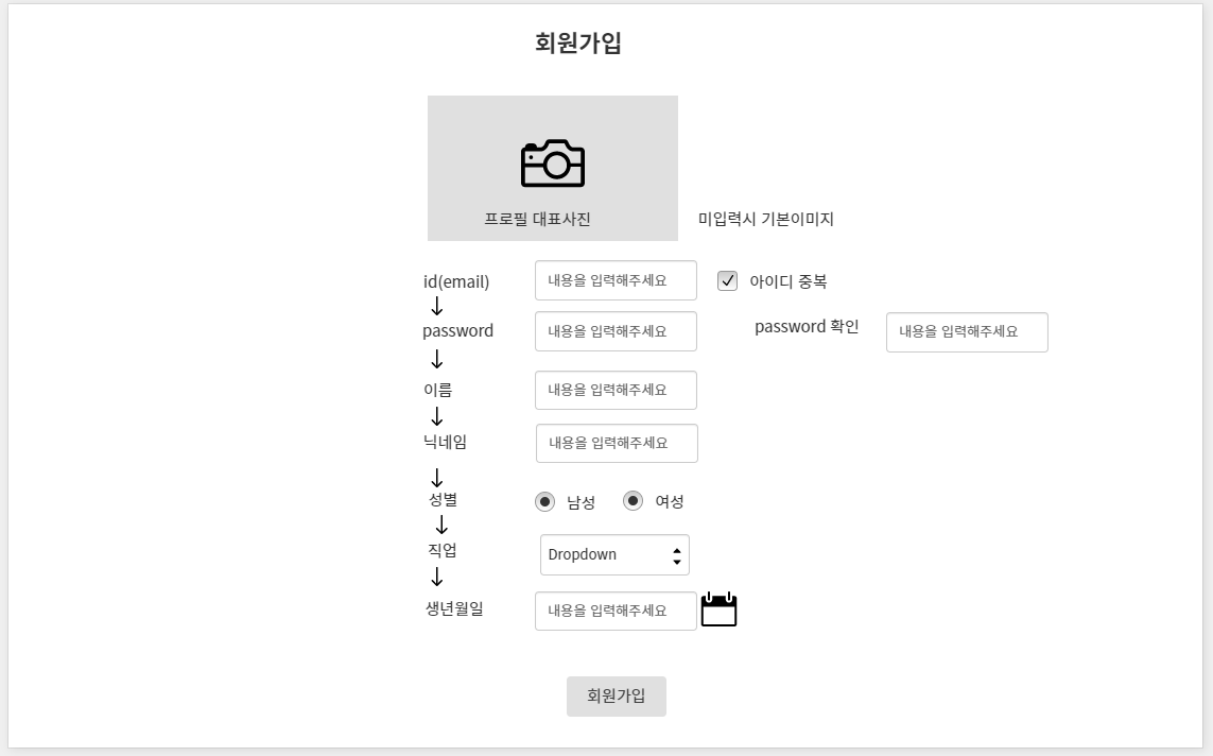 회원가입
프로필 대표사진
미입력시 기본이미지
id(email) 내용을 입력해주세요 아이디 중복
password 내용을 입력해주세요 password 확인 내용을 입력해주세요
이름 내용을 입력해주세요
닉네임 내용을 입력해주세요
성별 남성 여성
직업 Dropdown
생년월일 내용을 입력해주세요
회원가입